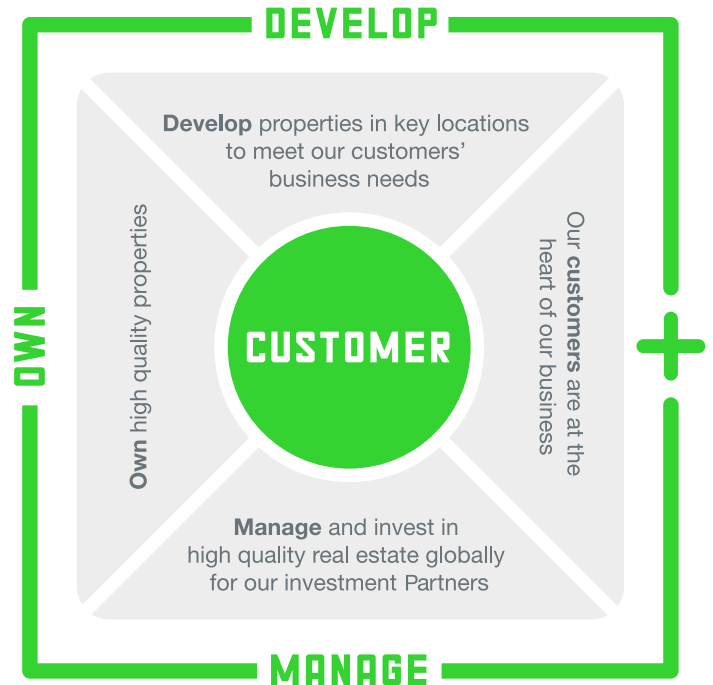 DEVELOP
Develop properties in key locations
to meet our customers’
business needs
OWN
Own high quality properties
CUSTOMER
Our customers are at the
heart of our business
+
Manage and invest in
high quality real estate globally
for our investment Partners
MANAGE